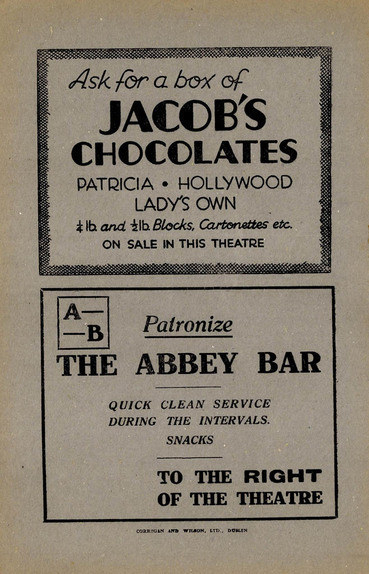 Ask for a box of
JACOB'S
CHOCOLATES
PATRICIA • HOLLYWOOD
LADY'S OWN
¼ lb. and ½ lb. Blocks, Cartonettes etc.
ON SALE IN THIS THEATRE
A—
—B
Patronize
THE ABBEY BAR
QUICK CLEAN SERVICE
DURING THE INTERVALS.
SNACKS
TO THE RIGHT
OF THE THEATRE
CORRIGAN AND WILSON, LTD., DUBLIN